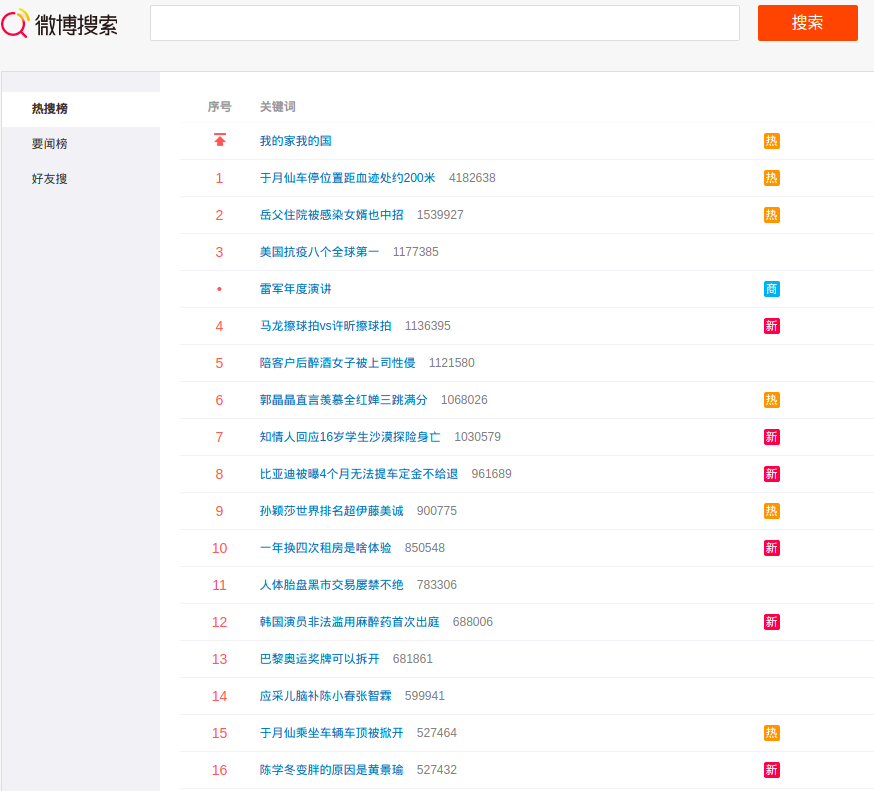 微博搜索
搜索
热搜榜
要闻榜
好友搜
序号 关键词
我的家我的国 热
1 于月仙车停位置距血迹处约200米 4182638 热
2 岳父住院被感染女婿也中招 1539927 热
3 美国抗疫八个全球第一 1177385
• 雷军年度演讲 商
4 马龙擦球拍vs许昕擦球拍 1136395 新
5 陪客户后醉酒女子被上司性侵 1121580
6 郭晶晶直言羡慕全红婵三跳满分 1068026 热
7 知情人回应16岁学生沙漠探险身亡 1030579 新
8 比亚迪被曝4个月无法提车定金不给退 961689 新
9 孙颖莎世界排名超伊藤美诚 900775 热
10 一年换四次租房是啥体验 850548 新
11 人体胎盘黑市交易屡禁不绝 783306
12 韩国演员非法滥用麻醉药首次出庭 688006 新
13 巴黎奥运奖牌可以拆开 681861
14 应采儿脑补陈小春张智霖 599941
15 于月仙乘坐车辆车顶被掀开 527464 热
16 陈学冬变胖的原因是黄景瑜 527432 新